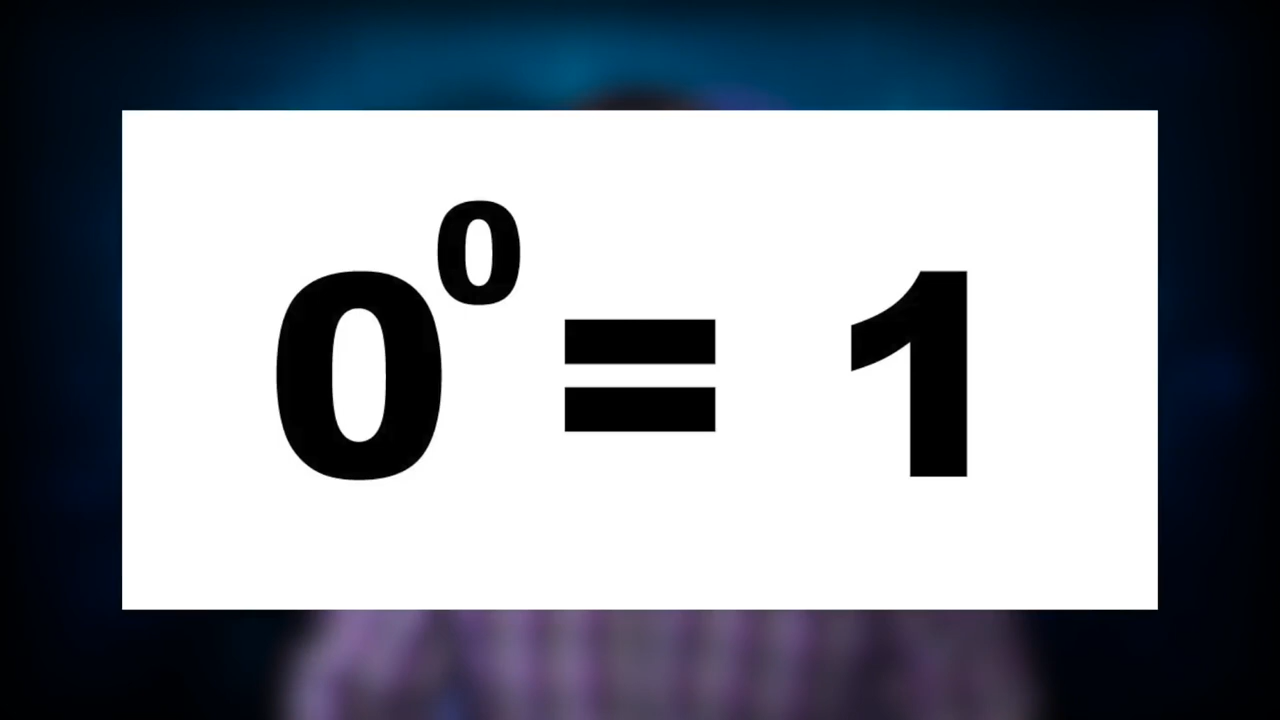 0⁰ = 1